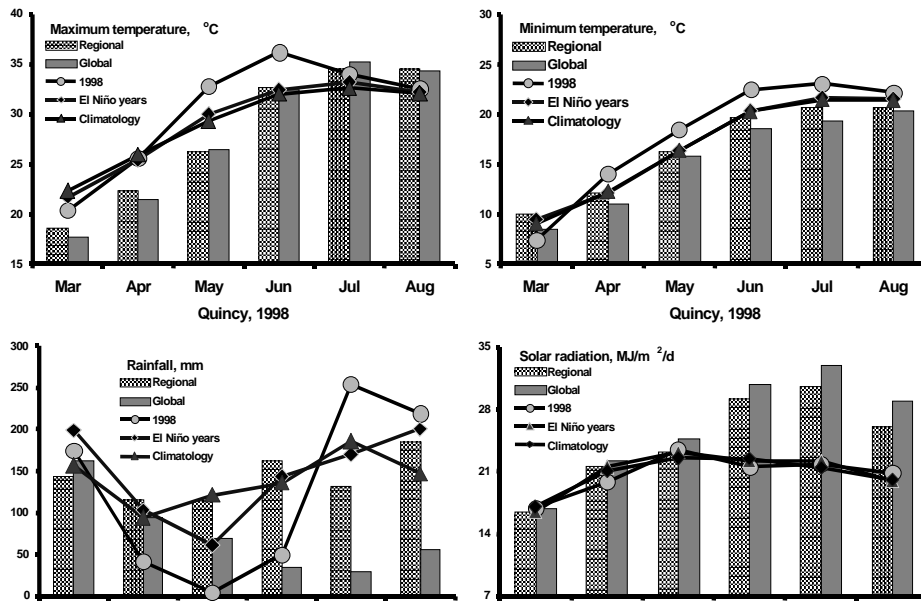 Maximum temperature, °C
Regional
Global
1998
El Niño years
Climatology
40
35
30
25
20
15
Mar Apr May Jun Jul Aug
Quincy, 1998
Minimum temperature, °C
Regional
Global
1998
El Niño years
Climatology
30
25
20
15
10
5
Mar Apr May Jun Jul Aug
Quincy, 1998
Rainfall, mm
Regional
Global
1998
El Niño years
Climatology
300
250
200
150
100
50
0
Solar radiation, MJ/m ²/d
Regional
Global
1998
El Niño years
Climatology
35
28
21
14
7